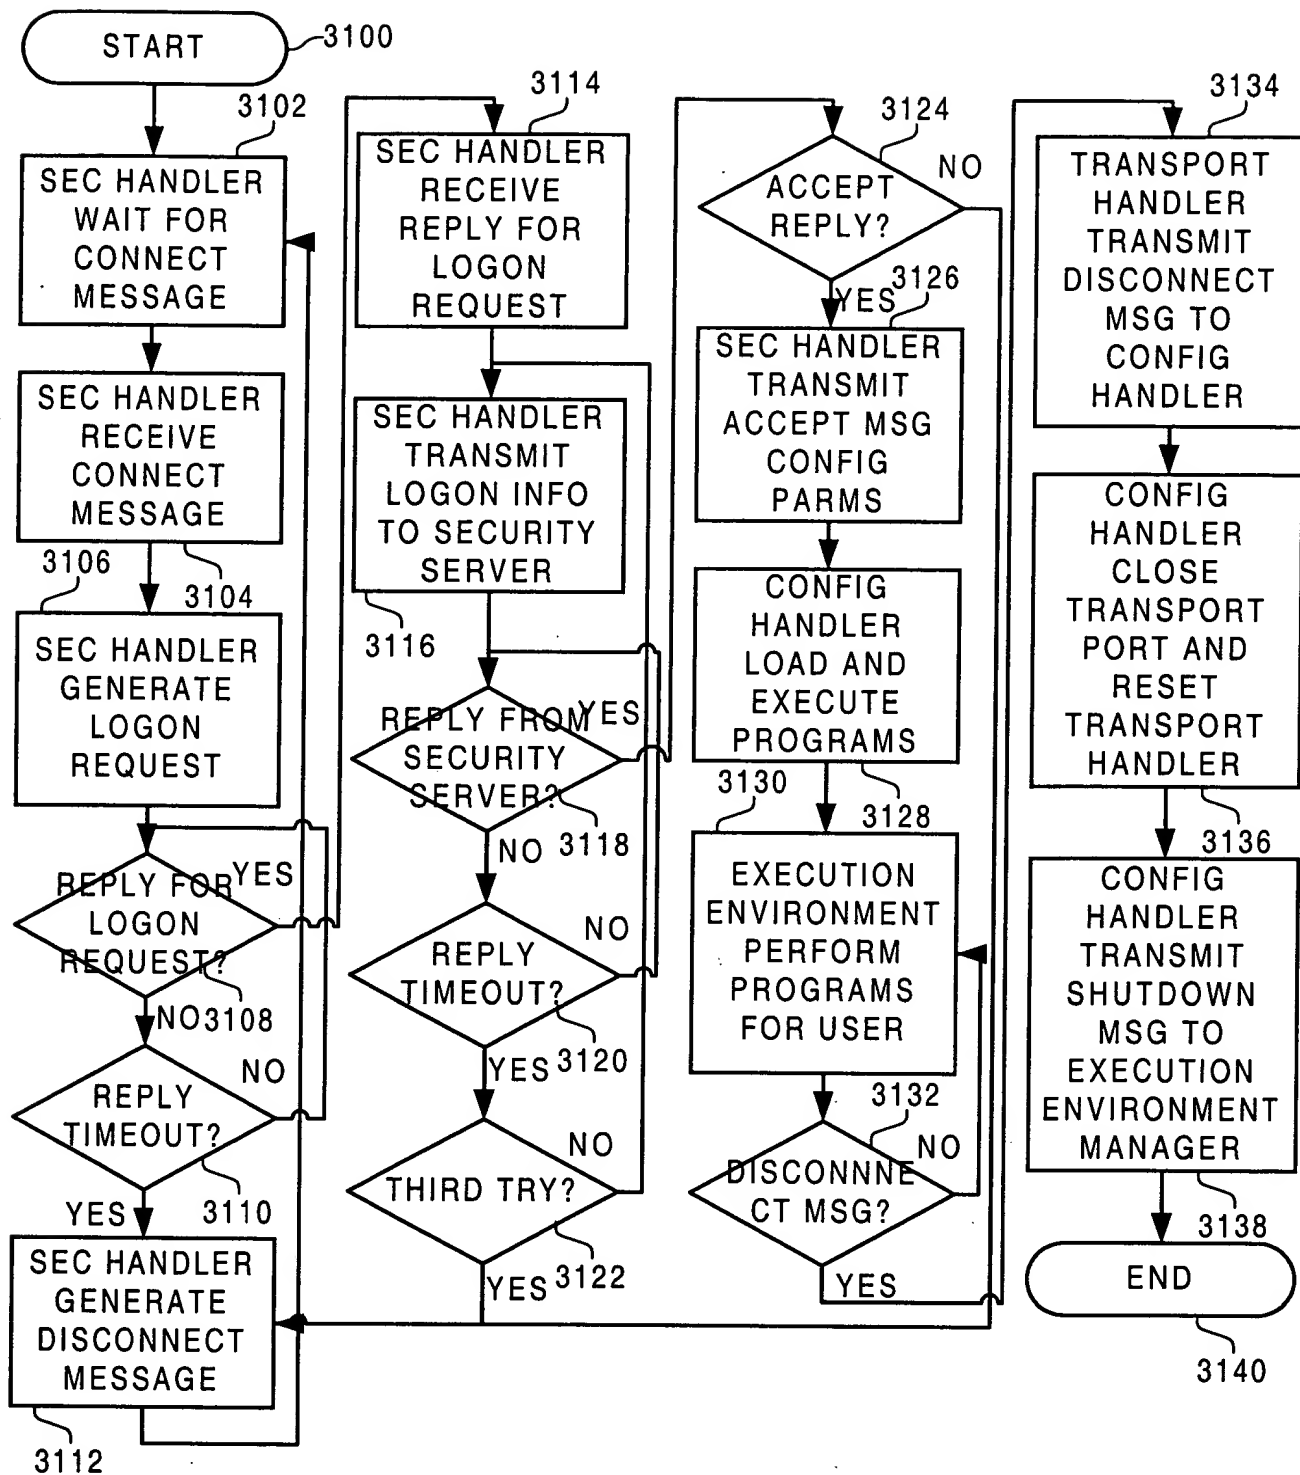 START
3100
3102
SEC HANDLER
WAIT FOR
CONNECT
MESSAGE
SEC HANDLER
RECEIVE
CONNECT
MESSAGE
3104
3106
SEC HANDLER
GENERATE
LOGON
REQUEST
REPLY FOR
LOGON
REQUEST?
YES
NO
3108
REPLY
TIMEOUT?
NO
YES
3110
SEC HANDLER
GENERATE
DISCONNECT
MESSAGE
3112
3114
SEC HANDLER
RECEIVE
REPLY FOR
LOGON
REQUEST
SEC HANDLER
TRANSMIT
LOGON INFO
TO SECURITY
SERVER
3116
REPLY FROM
SECURITY
SERVER?
YES
NO
3118
REPLY
TIMEOUT?
NO
YES
3120
THIRD TRY?
NO
YES
3122
3124
ACCEPT
REPLY?
NO
YES
3126
SEC HANDLER
TRANSMIT
ACCEPT MSG
CONFIG
PARMS
CONFIG
HANDLER
LOAD AND
EXECUTE
PROGRAMS
3128
3130
EXECUTION
ENVIRONMENT
PERFORM
PROGRAMS
FOR USER
3132
DISCONNNE
CT MSG?
NO
YES
3134
TRANSPORT
HANDLER
TRANSMIT
DISCONNECT
MSG TO
CONFIG
HANDLER
CONFIG
HANDLER
CLOSE
TRANSPORT
PORT AND
RESET
TRANSPORT
HANDLER
3136
CONFIG
HANDLER
TRANSMIT
SHUTDOWN
MSG TO
EXECUTION
ENVIRONMENT
MANAGER
3138
END
3140